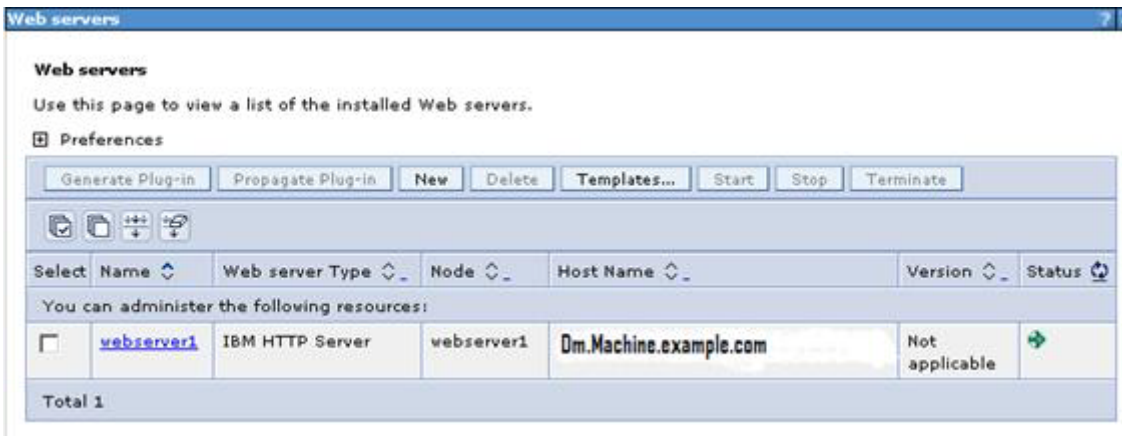 Web servers ?
Web servers
Use this page to view a list of the installed Web servers.
Preferences
Generate Plug-in Propagate Plug-in New Delete Templates... Start Stop Terminate
Select Name Web server Type Node Host Name Version Status
You can administer the following resources:
webserver1 IBM HTTP Server webserver1 Dm.Machine.example.com Not
applicable
Total 1